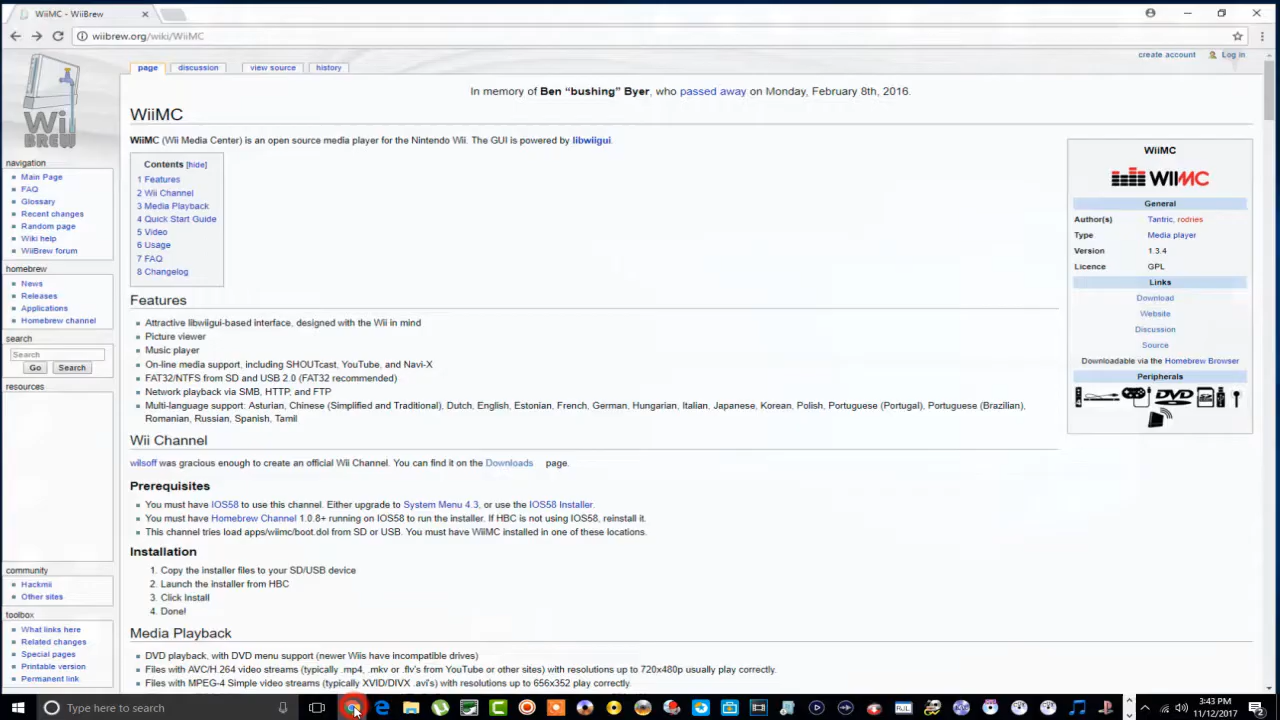 WiiMC - WiiBrew
wiibrew.org/wiki/WiiMC
create account
Log in
page
discussion
view source
history
In memory of Ben “bushing” Byer, who passed away on Monday, February 8th, 2016.
Wii
BREW
navigation
Main Page
FAQ
Glossary
Recent changes
Random page
Wiki help
WiiBrew forum
homebrew
News
Releases
Applications
Homebrew channel
search
Search
Go
Search
resources
community
Hackmii
Other sites
toolbox
What links here
Related changes
Special pages
Printable version
Permanent link
WiiMC
WiiMC (Wii Media Center) is an open source media player for the Nintendo Wii. The GUI is powered by libwiigui.
Contents [hide]
1 Features
2 Wii Channel
3 Media Playback
4 Quick Start Guide
5 Video
6 Usage
7 FAQ
8 Changelog
Features
Attractive libwiigui-based interface, designed with the Wii in mind
Picture viewer
Music player
On-line media support, including SHOUTcast, YouTube, and Navi-X
FAT32/NTFS from SD and USB 2.0 (FAT32 recommended)
Network playback via SMB, HTTP, and FTP
Multi-language support: Asturian, Chinese (Simplified and Traditional), Dutch, English, Estonian, French, German, Hungarian, Italian, Japanese, Korean, Polish, Portuguese (Portugal), Portuguese (Brazilian),
Romanian, Russian, Spanish, Tamil
Wii Channel
wilsoff was gracious enough to create an official Wii Channel. You can find it on the Downloads page.
Prerequisites
You must have IOS58 to use this channel. Either upgrade to System Menu 4.3, or use the IOS58 Installer.
You must have Homebrew Channel 1.0.8+ running on IOS58 to run the installer. If HBC is not using IOS58, reinstall it.
This channel tries load apps/wiimc/boot.dol from SD or USB. You must have WiiMC installed in one of these locations.
Installation
1. Copy the installer files to your SD/USB device
2. Launch the installer from HBC
3. Click Install
4. Done!
Media Playback
DVD playback, with DVD menu support (newer Wiis have incompatible drives)
Files with AVC/H.264 video streams (typically .mp4, .mkv or .flv's from YouTube or other sites) with resolutions up to 720x480p usually play correctly.
Files with MPEG-4 Simple video streams (typically XVID/DIVX .avi's) with resolutions up to 656x352 play correctly.
WiiMC
WIIMC
General
Author(s) Tantric, rodries
Type Media player
Version 1.3.4
Licence GPL
Links
Download
Website
Discussion
Source
Downloadable via the Homebrew Browser
Peripherals
DVD
Type here to search
3:43 PM
11/12/2017